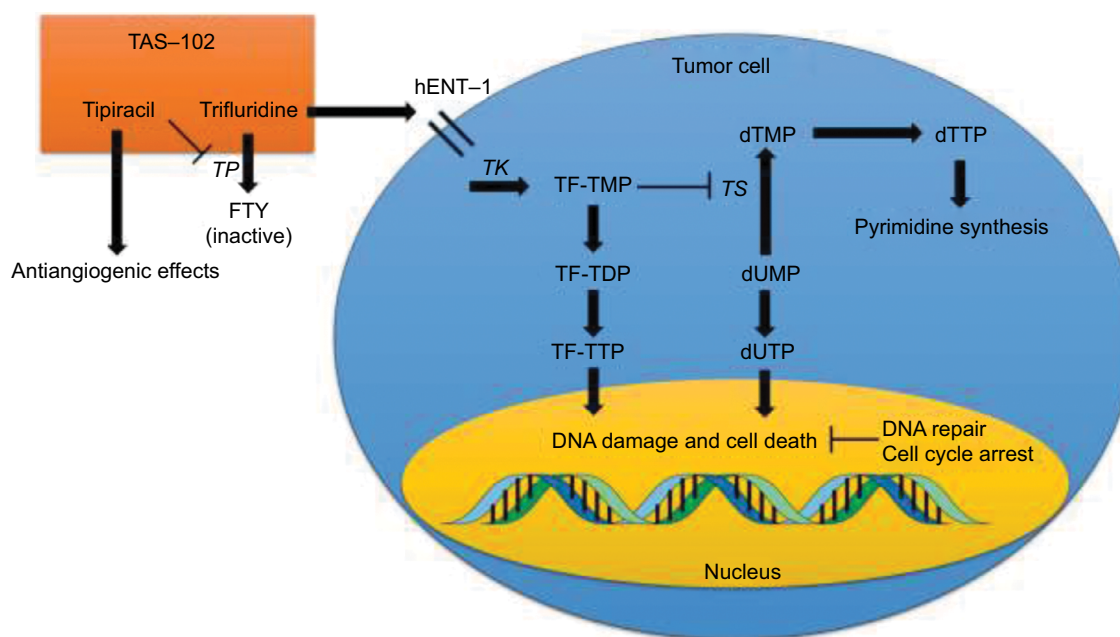 TAS–102
Tipiracil
Trifluridine
TP
FTY
(inactive)
Antiangiogenic effects
hENT–1
Tumor cell
TK
TF-TMP
TS
dTMP
dTTP
Pyrimidine synthesis
TF-TDP
dUMP
TF-TTP
dUTP
DNA damage and cell death
DNA repair
Cell cycle arrest
Nucleus